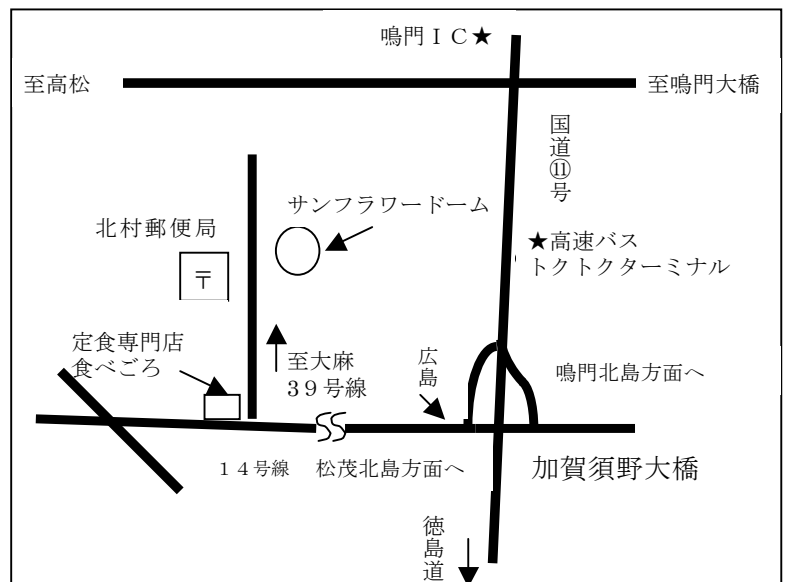 鳴門ＩＣ★
至高松
至鳴門大橋
国道⑪号
サンフラワードーム
北村郵便局
〒
★高速バス
トクトクターミナル
定食専門店
食べごろ
至大麻
３９号線
広島
鳴門北島方面へ
１４号線
松茂北島方面へ
加賀須野大橋
徳島道